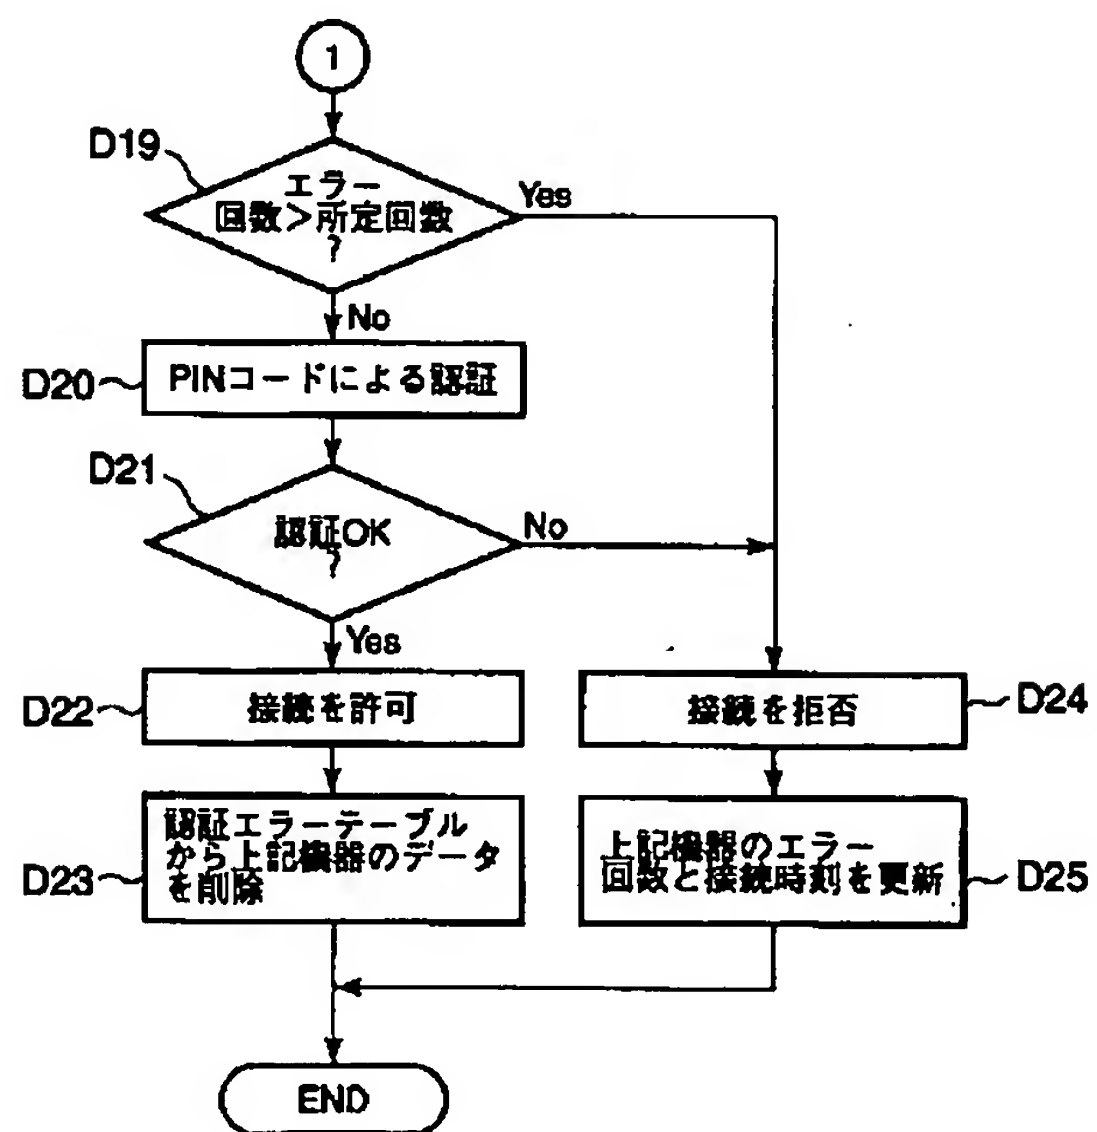 1
D19
エラー
回数>所定回数
?
Yes
No
D20
PINコードによる認証
D21
認証OK
?
No
Yes
D22
接続を許可
接続を拒否
D24
D23
認証エラーテーブル
から上記機器のデータ
を削除
上記機器のエラー
回数と接続時刻を更新
D25
END